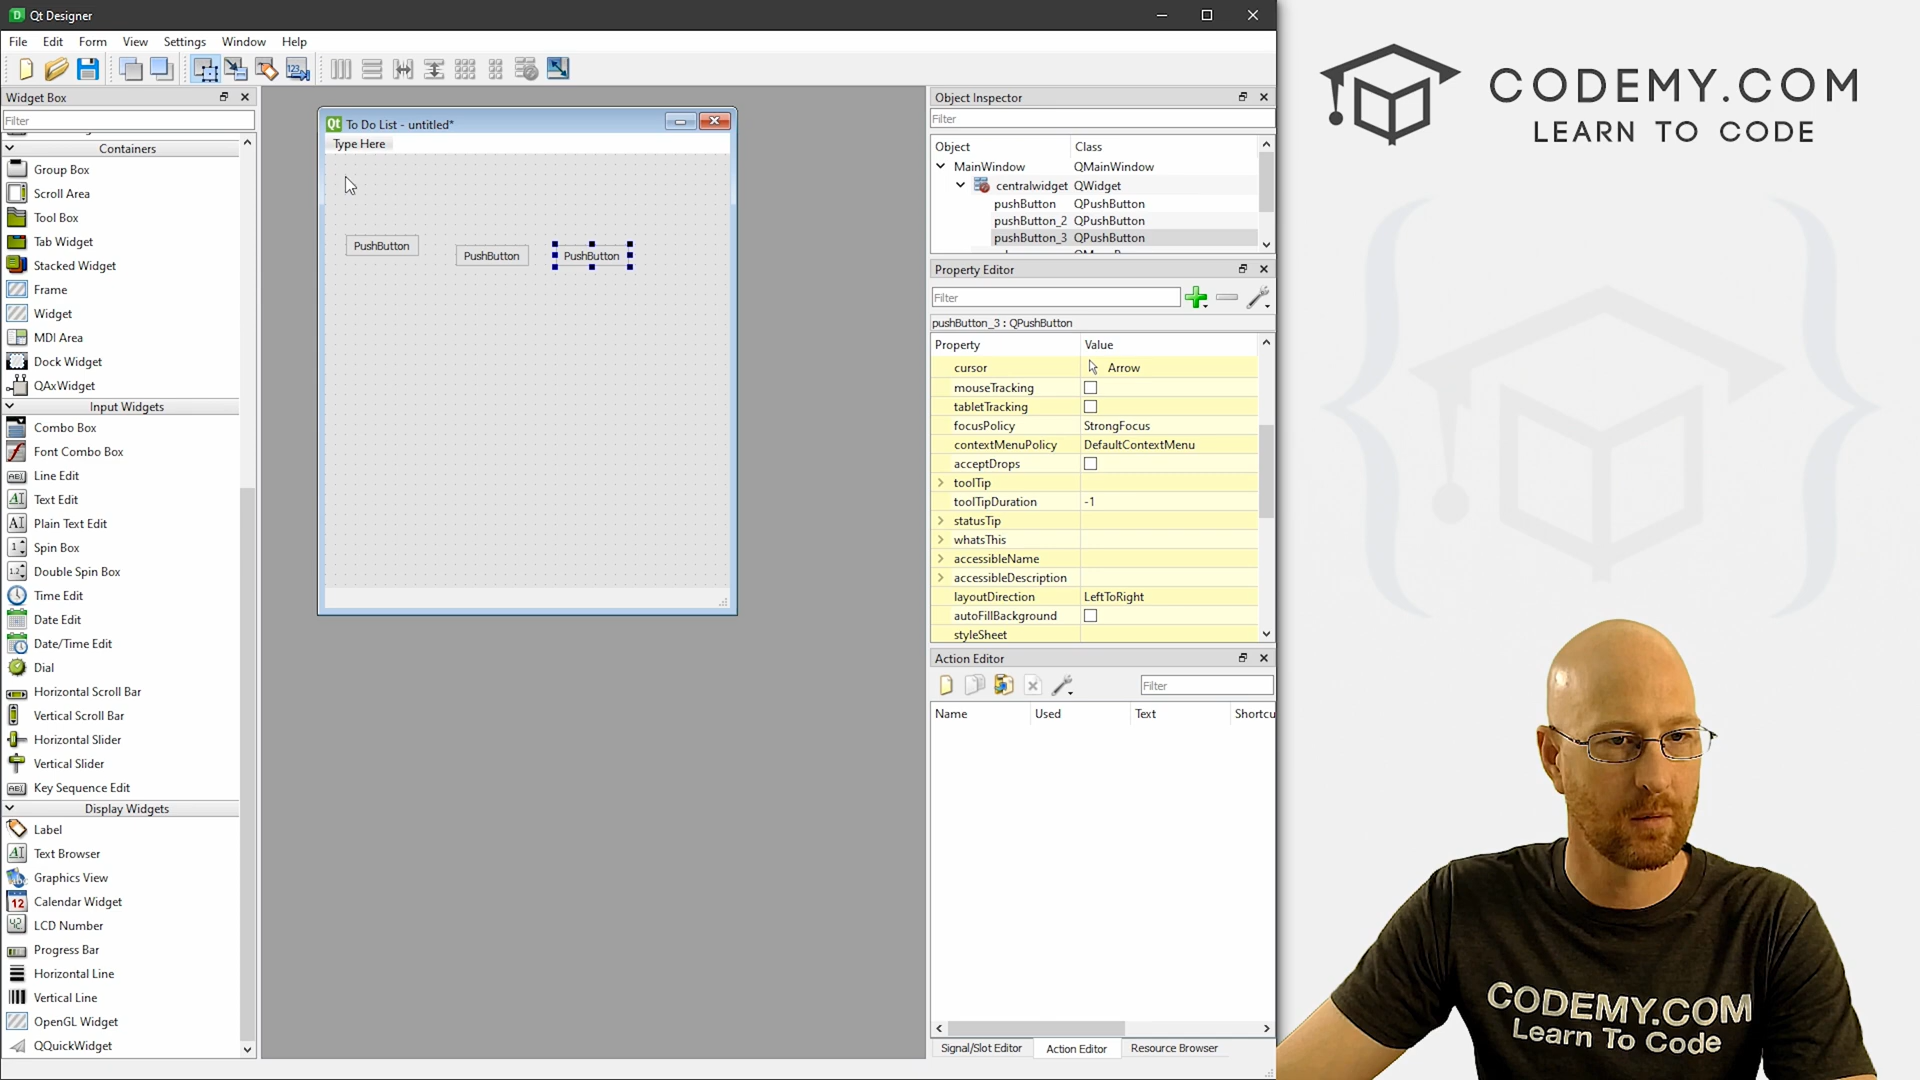 Qt Designer
File Edit Form View Settings Window Help
Widget Box
Filter
Containers
Group Box
Scroll Area
Tool Box
Tab Widget
Stacked Widget
Frame
Widget
MDI Area
Dock Widget
QAxWidget
Input Widgets
Combo Box
Font Combo Box
Line Edit
Text Edit
Plain Text Edit
Spin Box
Double Spin Box
Time Edit
Date Edit
Date/Time Edit
Dial
Horizontal Scroll Bar
Vertical Scroll Bar
Horizontal Slider
Vertical Slider
Key Sequence Edit
Display Widgets
Label
Text Browser
Graphics View
Calendar Widget
LCD Number
Progress Bar
Horizontal Line
Vertical Line
OpenGL Widget
QQuickWidget
To Do List - untitled*
Type Here
PushButton
PushButton
PushButton
Object Inspector
Filter
Object Class
MainWindow QMainWindow
centralwidget QWidget
pushButton QPushButton
pushButton_2 QPushButton
pushButton_3 QPushButton
Property Editor
Filter
pushButton_3 : QPushButton
Property Value
cursor Arrow
mouseTracking
tabletTracking
focusPolicy StrongFocus
contextMenuPolicy DefaultContextMenu
acceptDrops
toolTip
toolTipDuration -1
statusTip
whatsThis
accessibleName
accessibleDescription
layoutDirection LeftToRight
autoFillBackground
styleSheet
Action Editor
Filter
Name Used Text Shortcu
Signal/Slot Editor Action Editor Resource Browser
CODEMY.COM
LEARN TO CODE
CODEMY.COM
Learn To Code